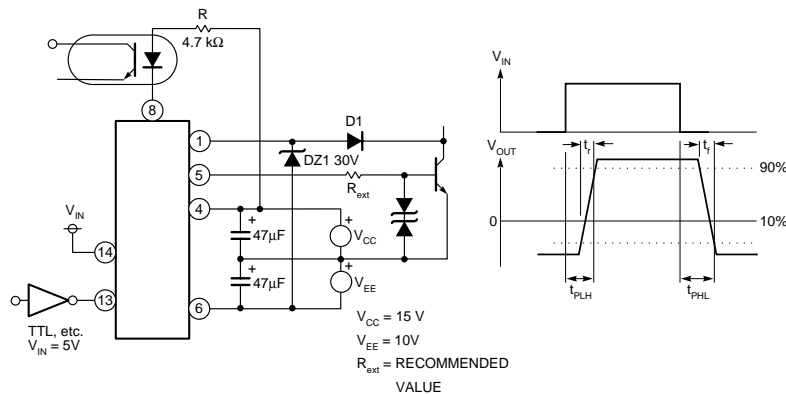 R
4.7 kΩ
8
1
D1
DZ1 30V
5
R_ext
4
V_IN
+
47μF
+
V_CC
14
+
47μF
+
V_EE
13
6
TTL, etc.
V_IN = 5V
V_CC = 15 V
V_EE = 10V
R_ext = RECOMMENDED
VALUE
V_IN
t_r
t_f
V_OUT
90%
0
10%
t_PLH
t_PHL